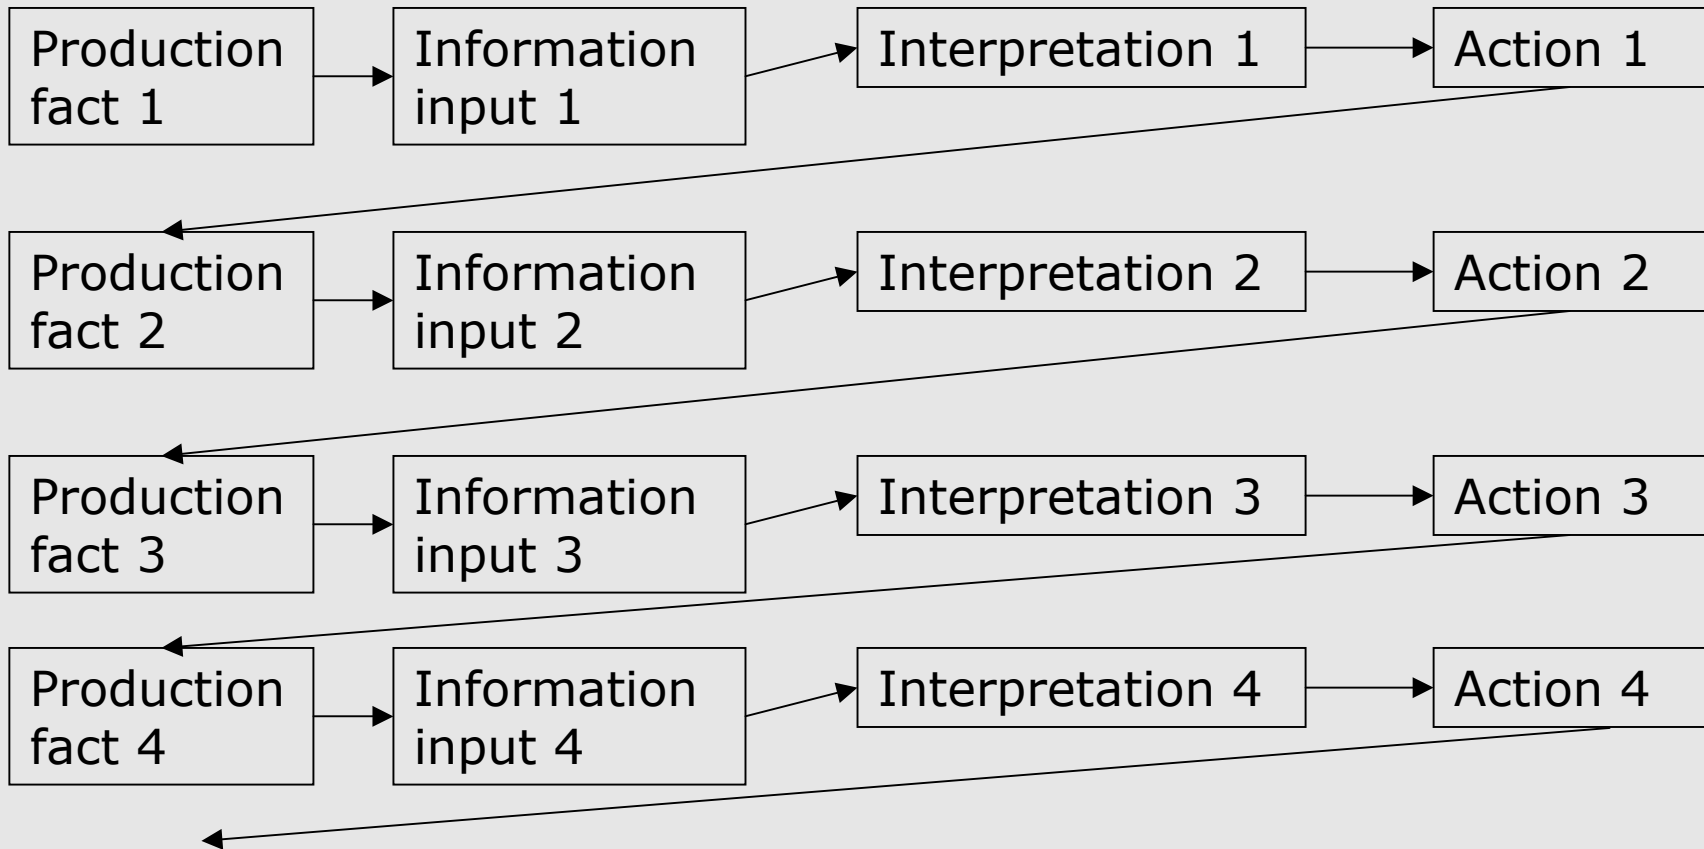 Production
fact 1
Information
input 1
Interpretation 1
Action 1
Production
fact 2
Information
input 2
Interpretation 2
Action 2
Production
fact 3
Information
input 3
Interpretation 3
Action 3
Production
fact 4
Information
input 4
Interpretation 4
Action 4